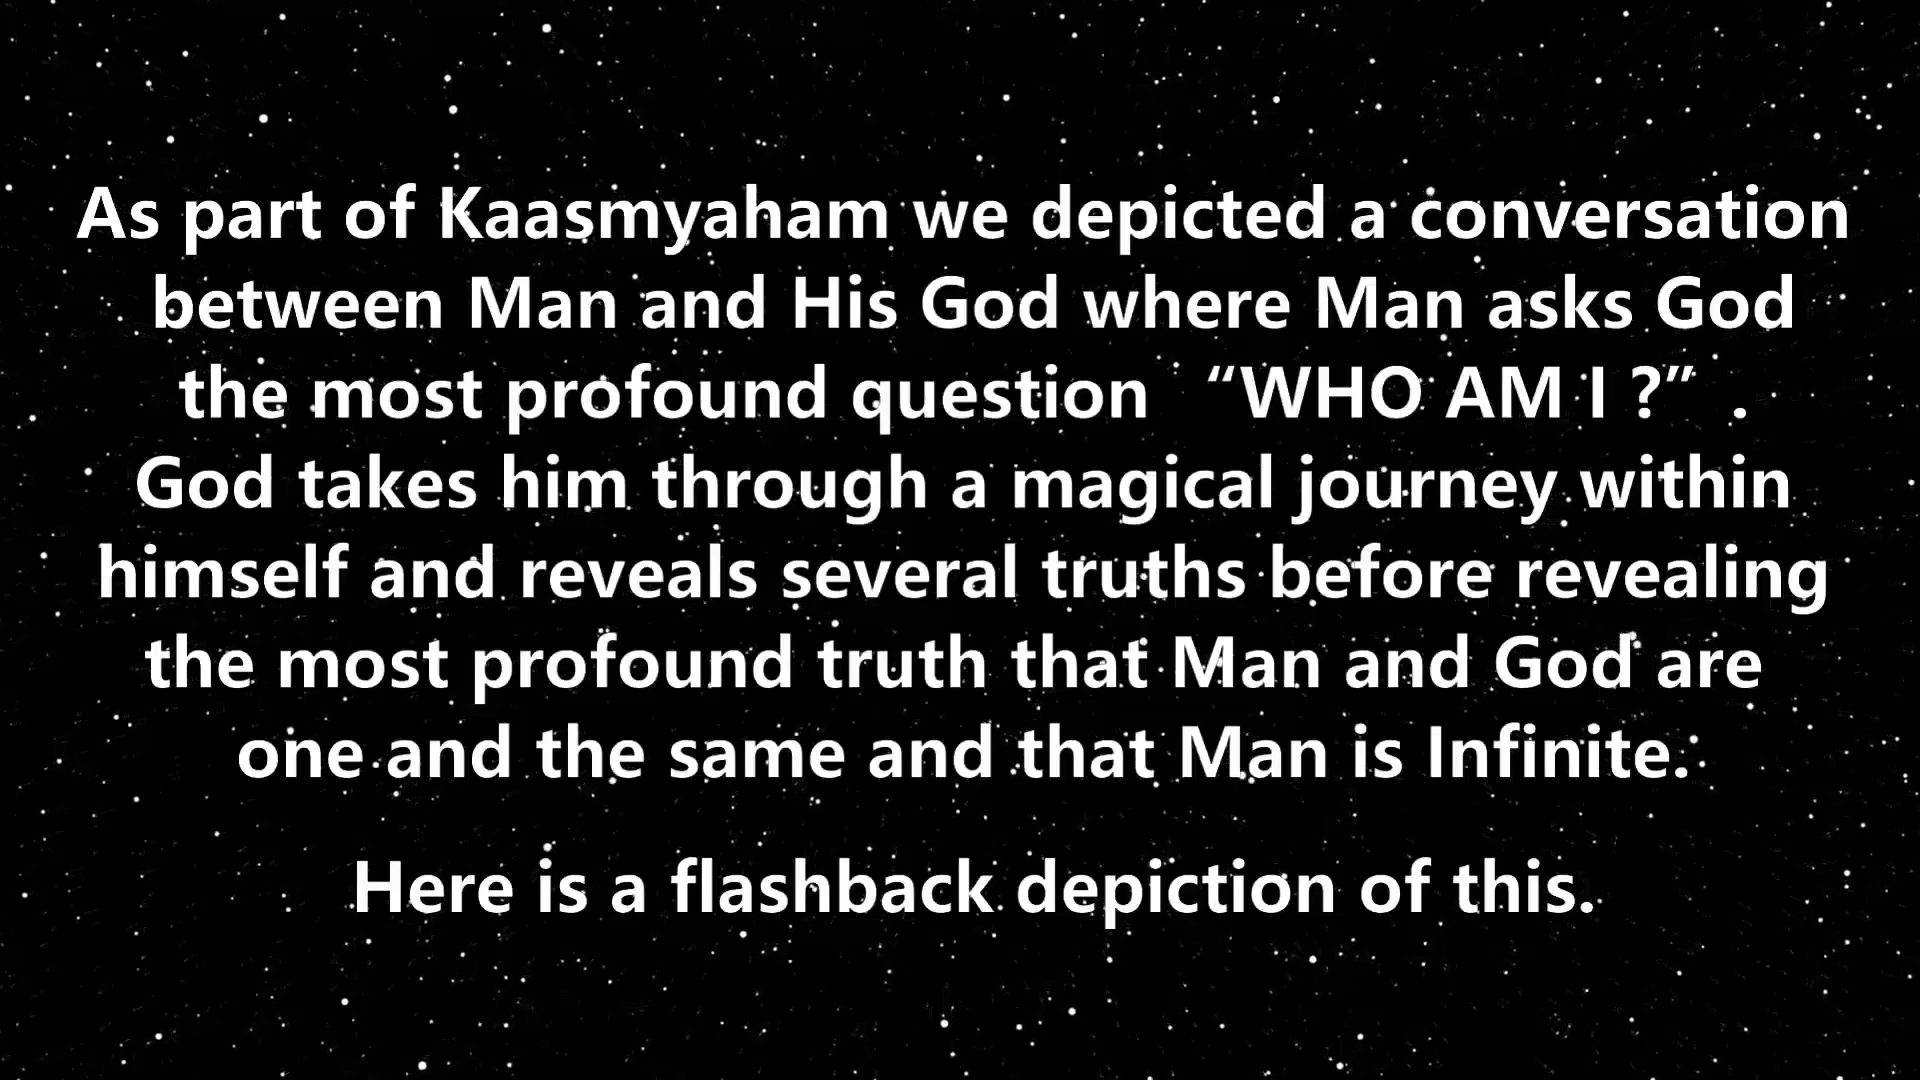 As part of Kaasmyaham we depicted a conversation
between Man and His God where Man asks God
the most profound question “WHO AM I ?” .
God takes him through a magical journey within
himself and reveals several truths before revealing
the most profound truth that Man and God are
one and the same and that Man is Infinite.
Here is a flashback depiction of this.